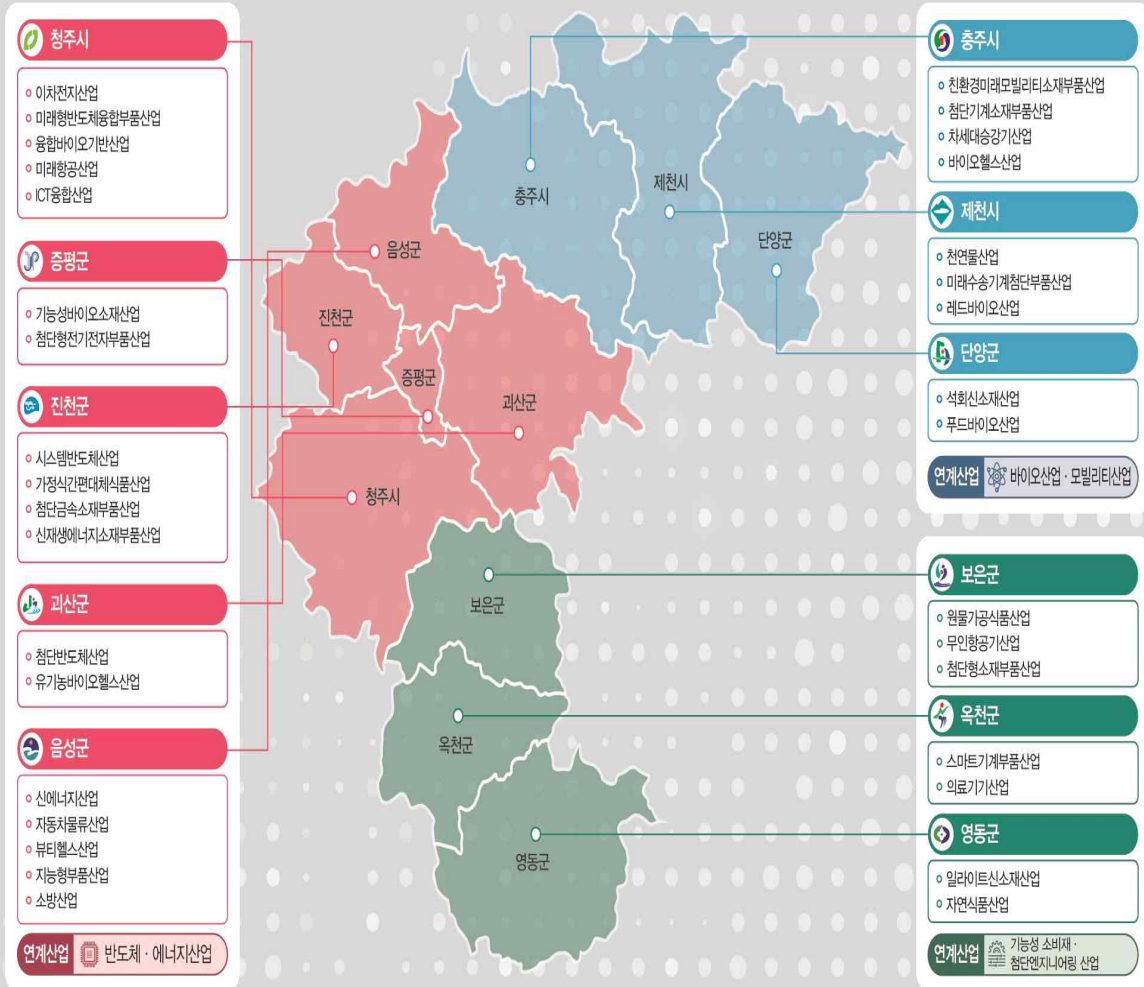 청주시
이차전지산업
미래형반도체융합부품산업
융합바이오기반산업
미래항공산업
ICT융합산업
증평군
기능성바이오소재산업
첨단형전기전자부품산업
진천군
시스템반도체산업
가정식간편대체식품산업
첨단금속소재부품산업
신재생에너지소재부품산업
괴산군
첨단반도체산업
유기농바이오헬스산업
음성군
신에너지산업
자동차물류산업
뷰티헬스산업
지능형부품산업
소방산업
연계산업 반도체 · 에너지산업
충주시
제천시
단양군
음성군
진천군
증평군
괴산군
청주시
보은군
옥천군
영동군
충주시
친환경미래모빌리티소재부품산업
첨단기계소재부품산업
차세대승강기산업
바이오헬스산업
제천시
천연물산업
미래수송기계첨단부품산업
레드바이오산업
단양군
석회신소재산업
푸드바이오산업
연계산업 바이오산업 · 모빌리티산업
보은군
원물가공식품산업
무인항공기산업
첨단형소재부품산업
옥천군
스마트기계부품산업
의료기기산업
영동군
일라이트신소재산업
자연식품산업
연계산업 기능성 소비재 ·
첨단엔지니어링 산업